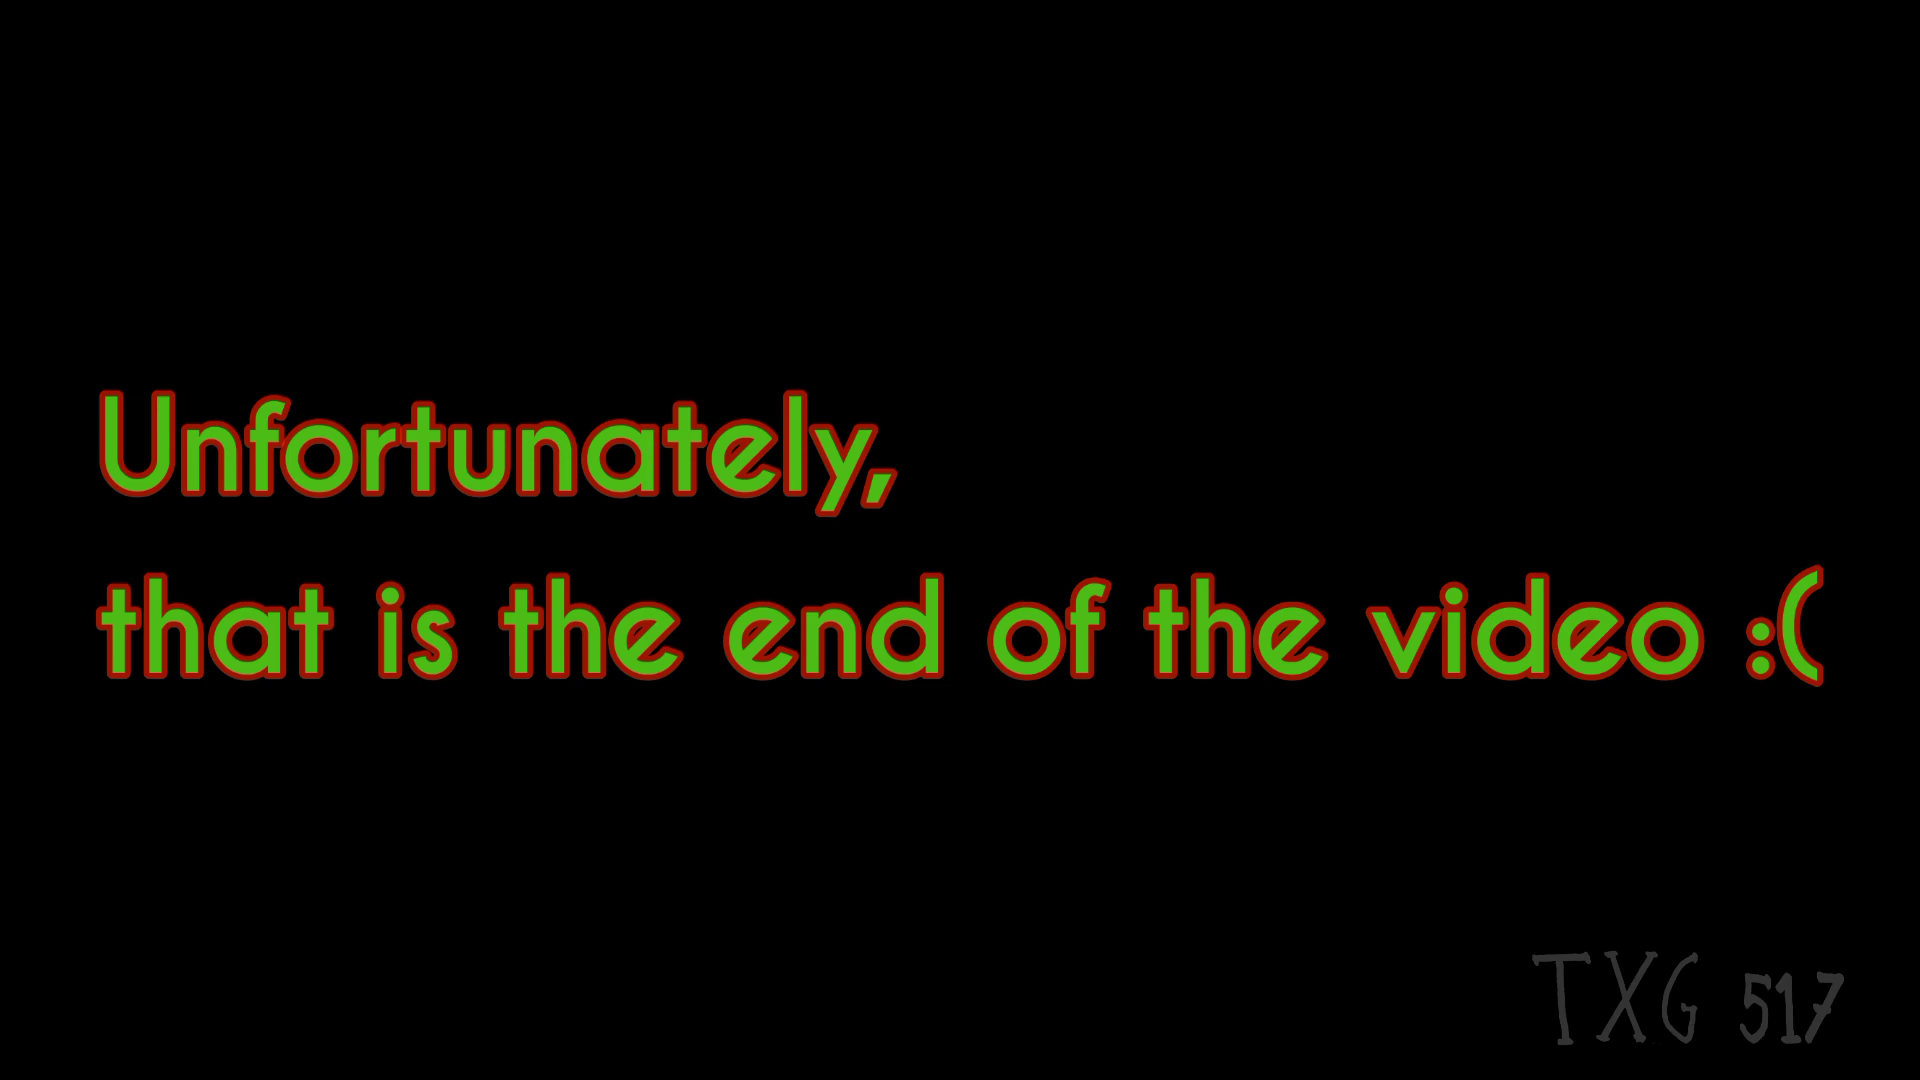 Unfortunately,
that is the end of the video :(
TXG 517